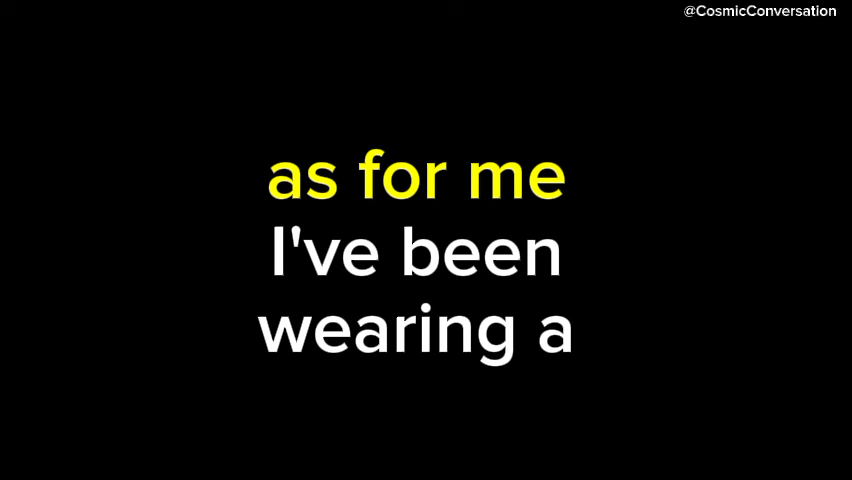 @CosmicConversation
as for me
I've been
wearing a